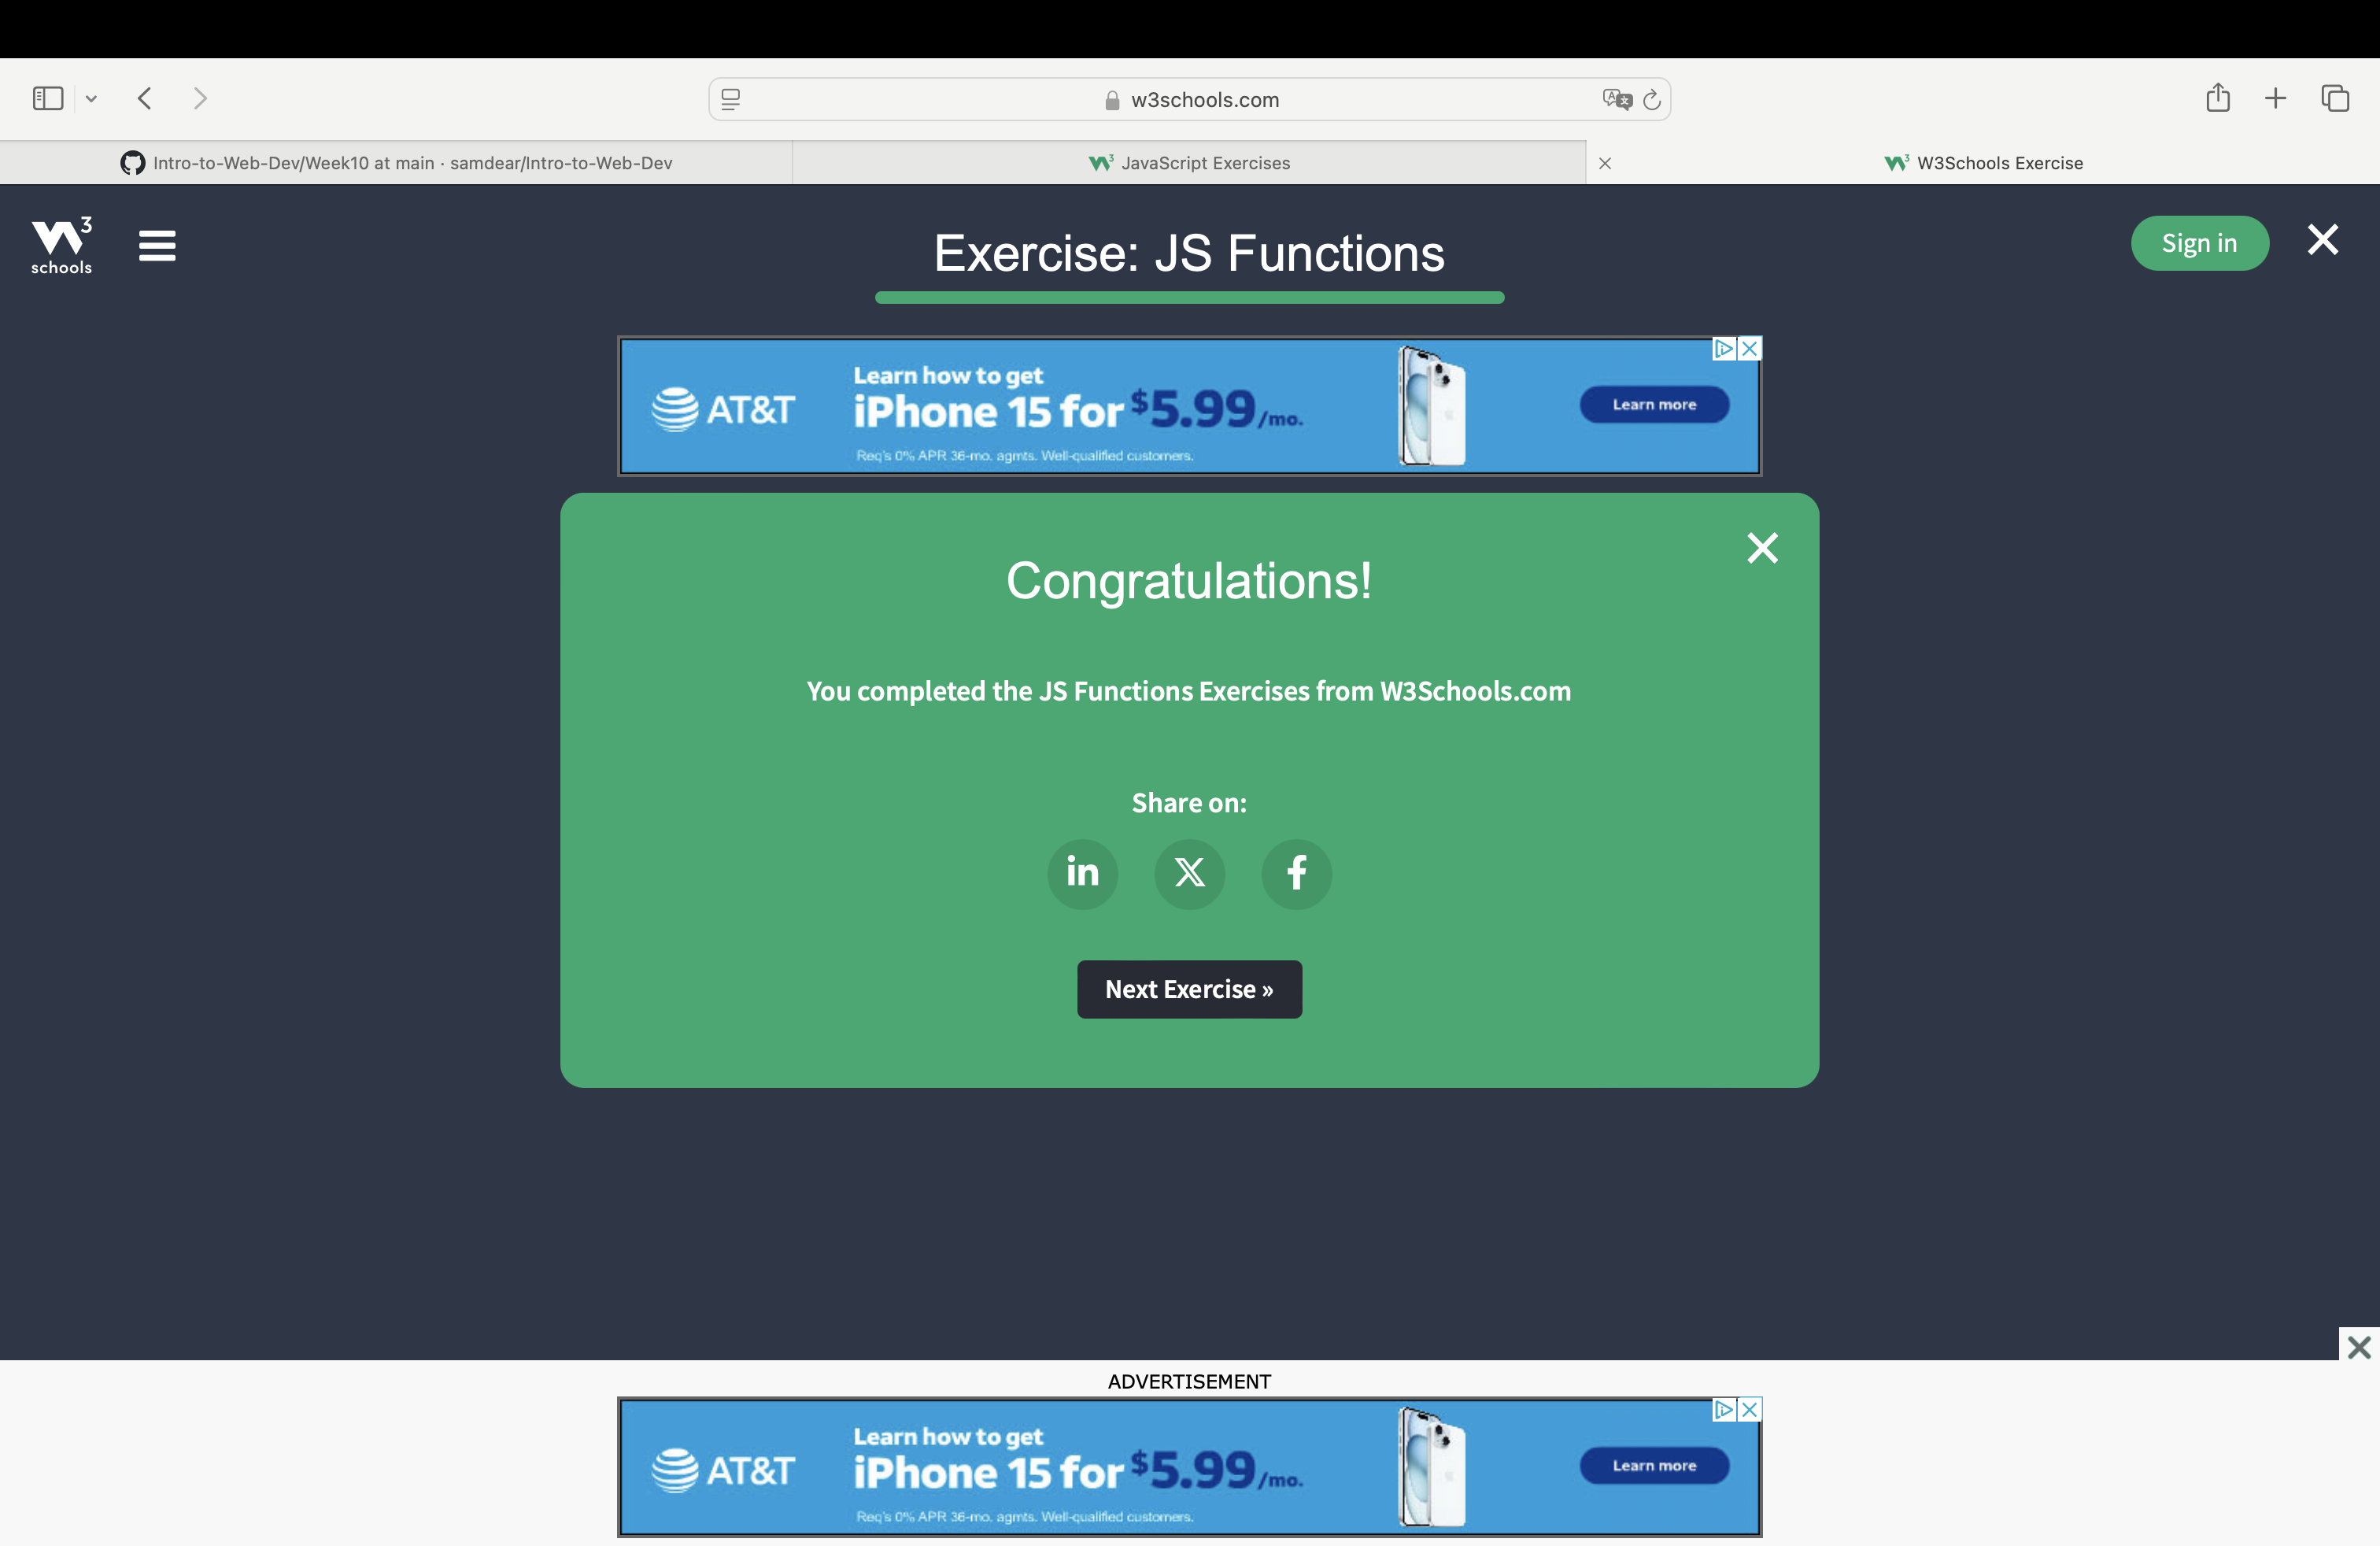 w3schools.com
Intro-to-Web-Dev/Week10 at main · samdear/Intro-to-Web-Dev
JavaScript Exercises
W3Schools Exercise
W3 schools
Exercise: JS Functions
Sign in
AT&T
Learn how to get
iPhone 15 for $5.99/mo.
Req's 0% APR 36-mo. agmts. Well-qualified customers.
Learn more
Congratulations!
You completed the JS Functions Exercises from W3Schools.com
Share on:
in X f
Next Exercise »
ADVERTISEMENT
AT&T
Learn how to get
iPhone 15 for $5.99/mo.
Req's 0% APR 36-mo. agmts. Well-qualified customers.
Learn more